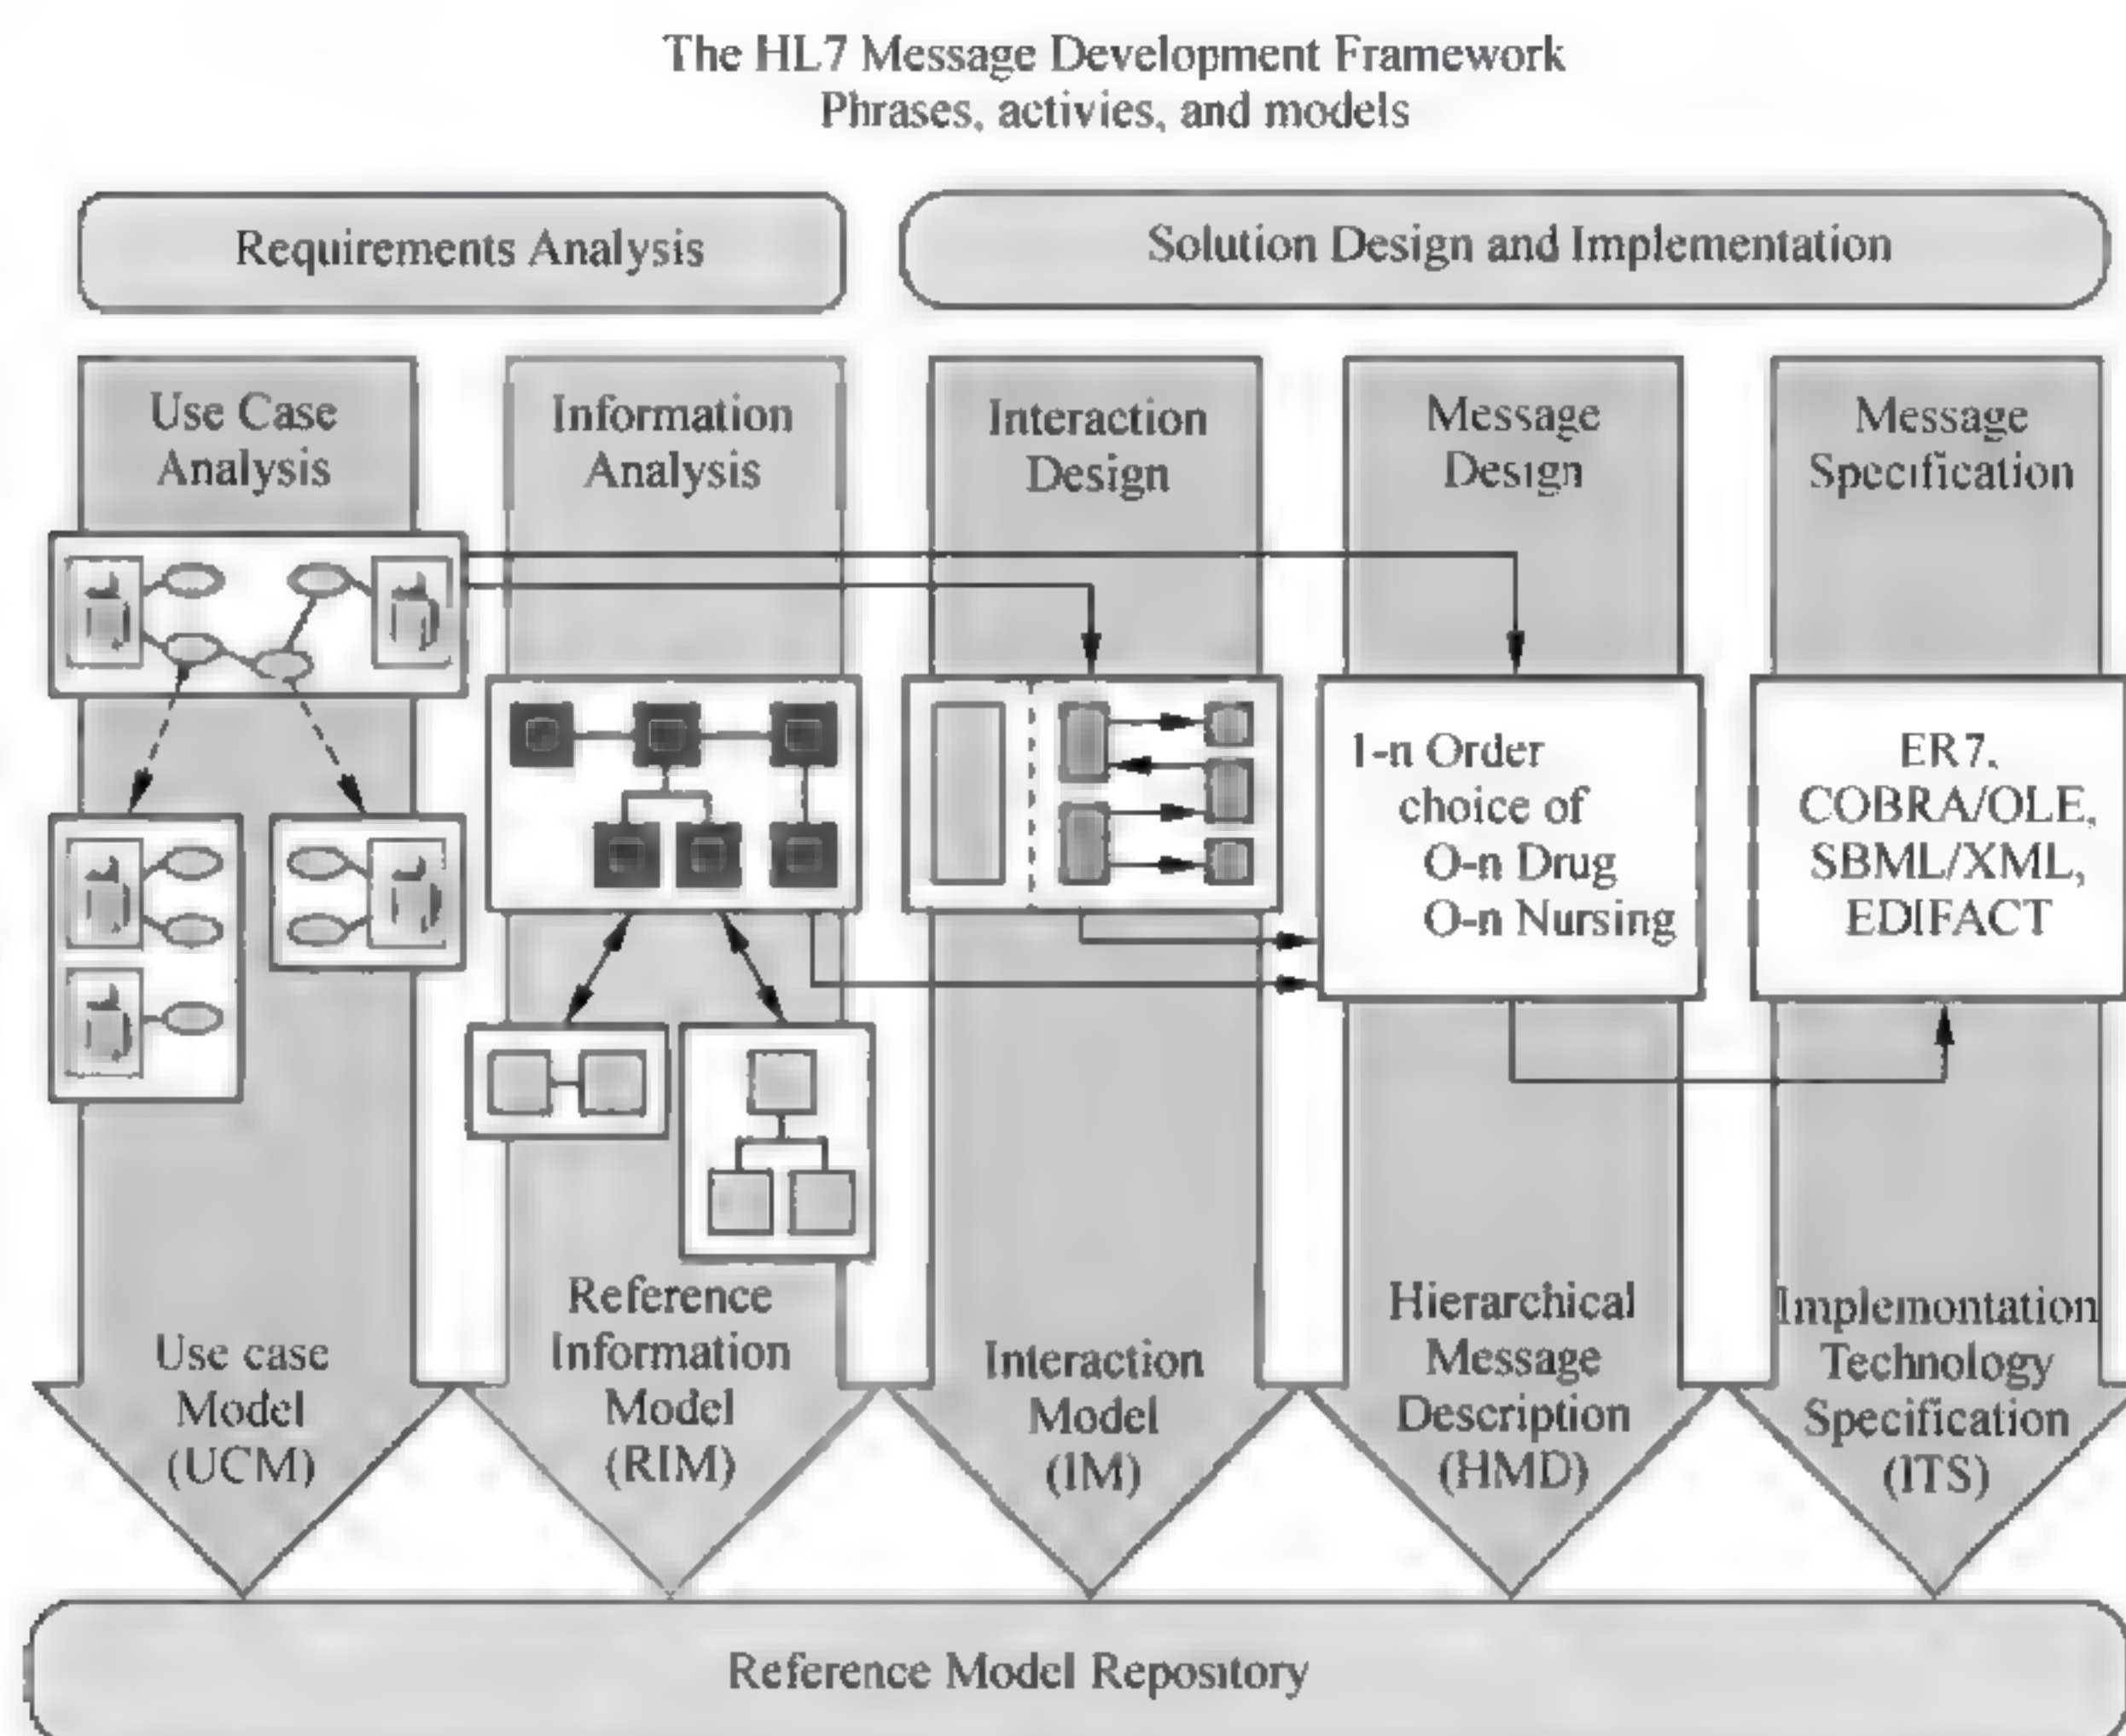 The HL7 Message Development Framework
Phrases, activies, and models
Requirements Analysis
Solution Design and Implementation
Use Case
Analysis
Information
Analysis
Interaction
Design
Message
Design
Message
Specification
1-n Order
choice of
O-n Drug
O-n Nursing
ER7,
COBRA/OLE,
SBML/XML,
EDIFACT
Use case
Model
(UCM)
Reference
Information
Model
(RIM)
Interaction
Model
(IM)
Hierarchical
Message
Description
(HMD)
Implemontation
Technology
Specification
(ITS)
Reference Model Repository